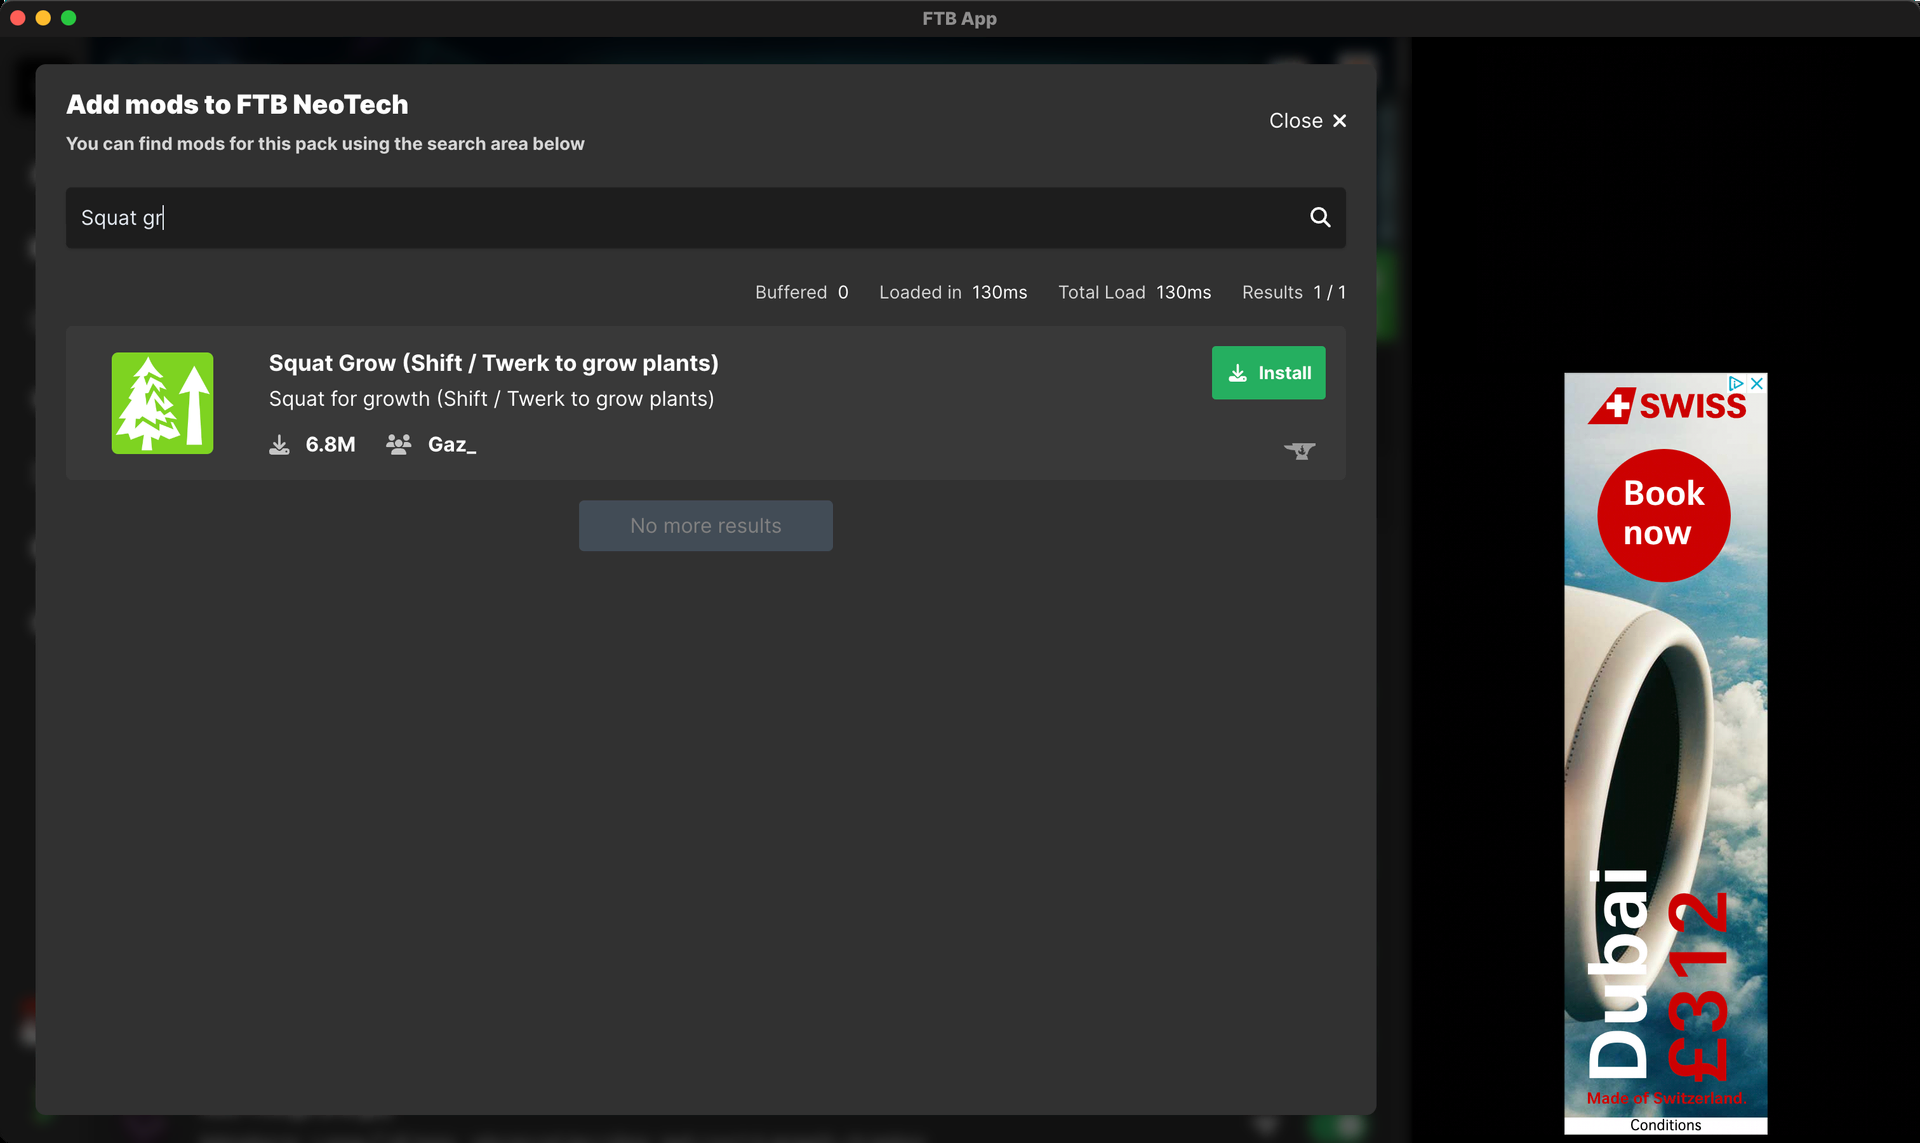 FTB App
Add mods to FTB NeoTech
You can find mods for this pack using the search area below
Close
Squat gr
Buffered 0 Loaded in 130ms Total Load 130ms Results 1 / 1
Squat Grow (Shift / Twerk to grow plants)
Squat for growth (Shift / Twerk to grow plants)
6.8M Gaz_
Install
No more results
SWISS
Book
now
Dubai
£312
Made of Switzerland.
Conditions